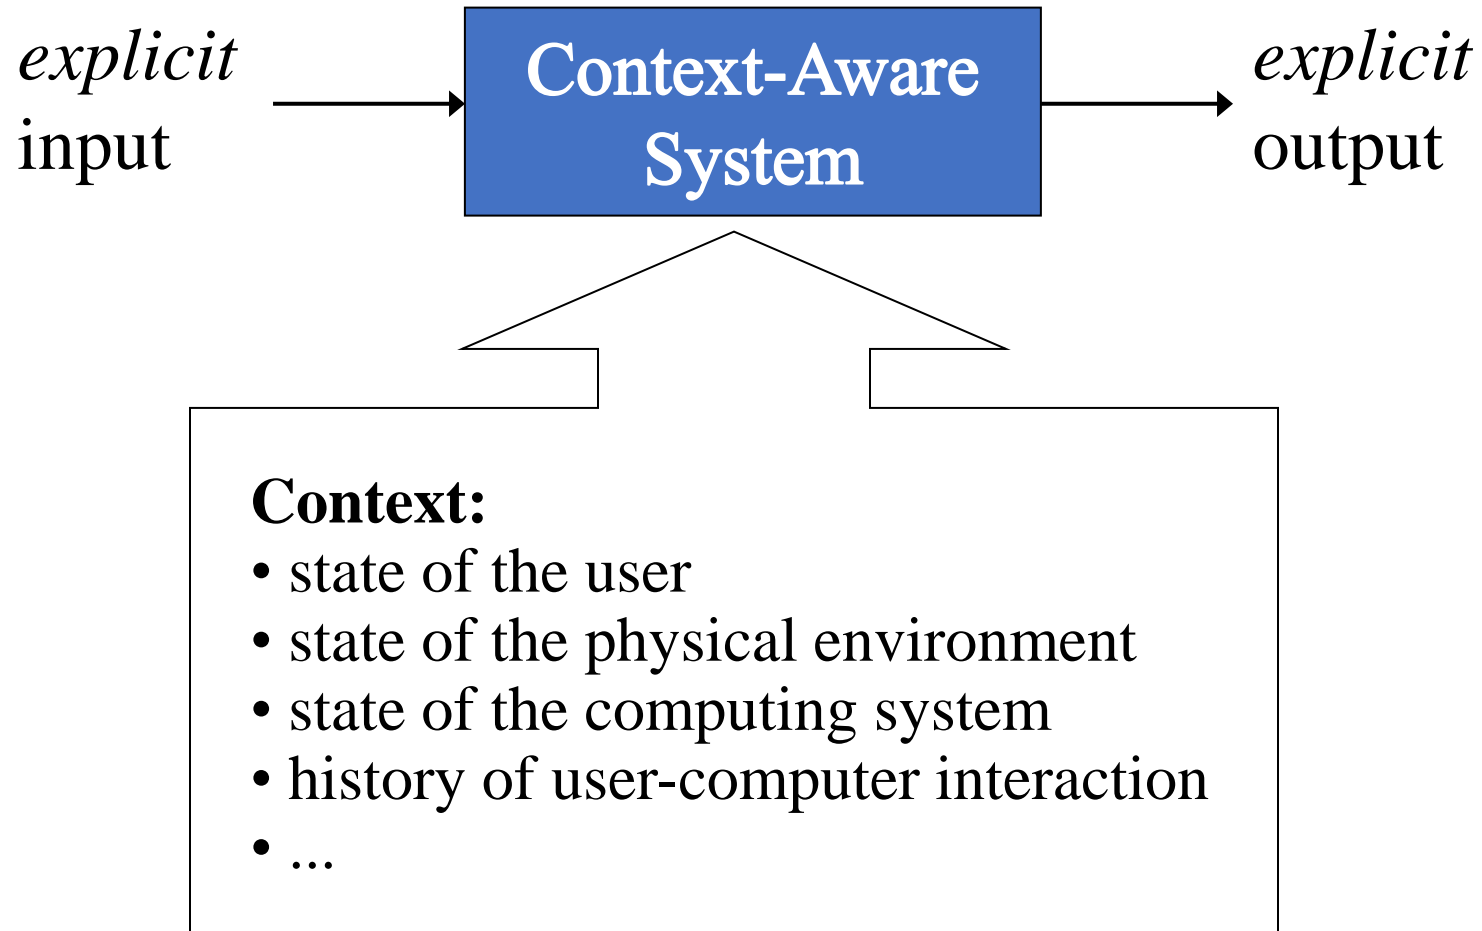 explicit
input
Context-Aware
System
explicit
output
Context:
• state of the user
• state of the physical environment
• state of the computing system
• history of user-computer interaction
• ...